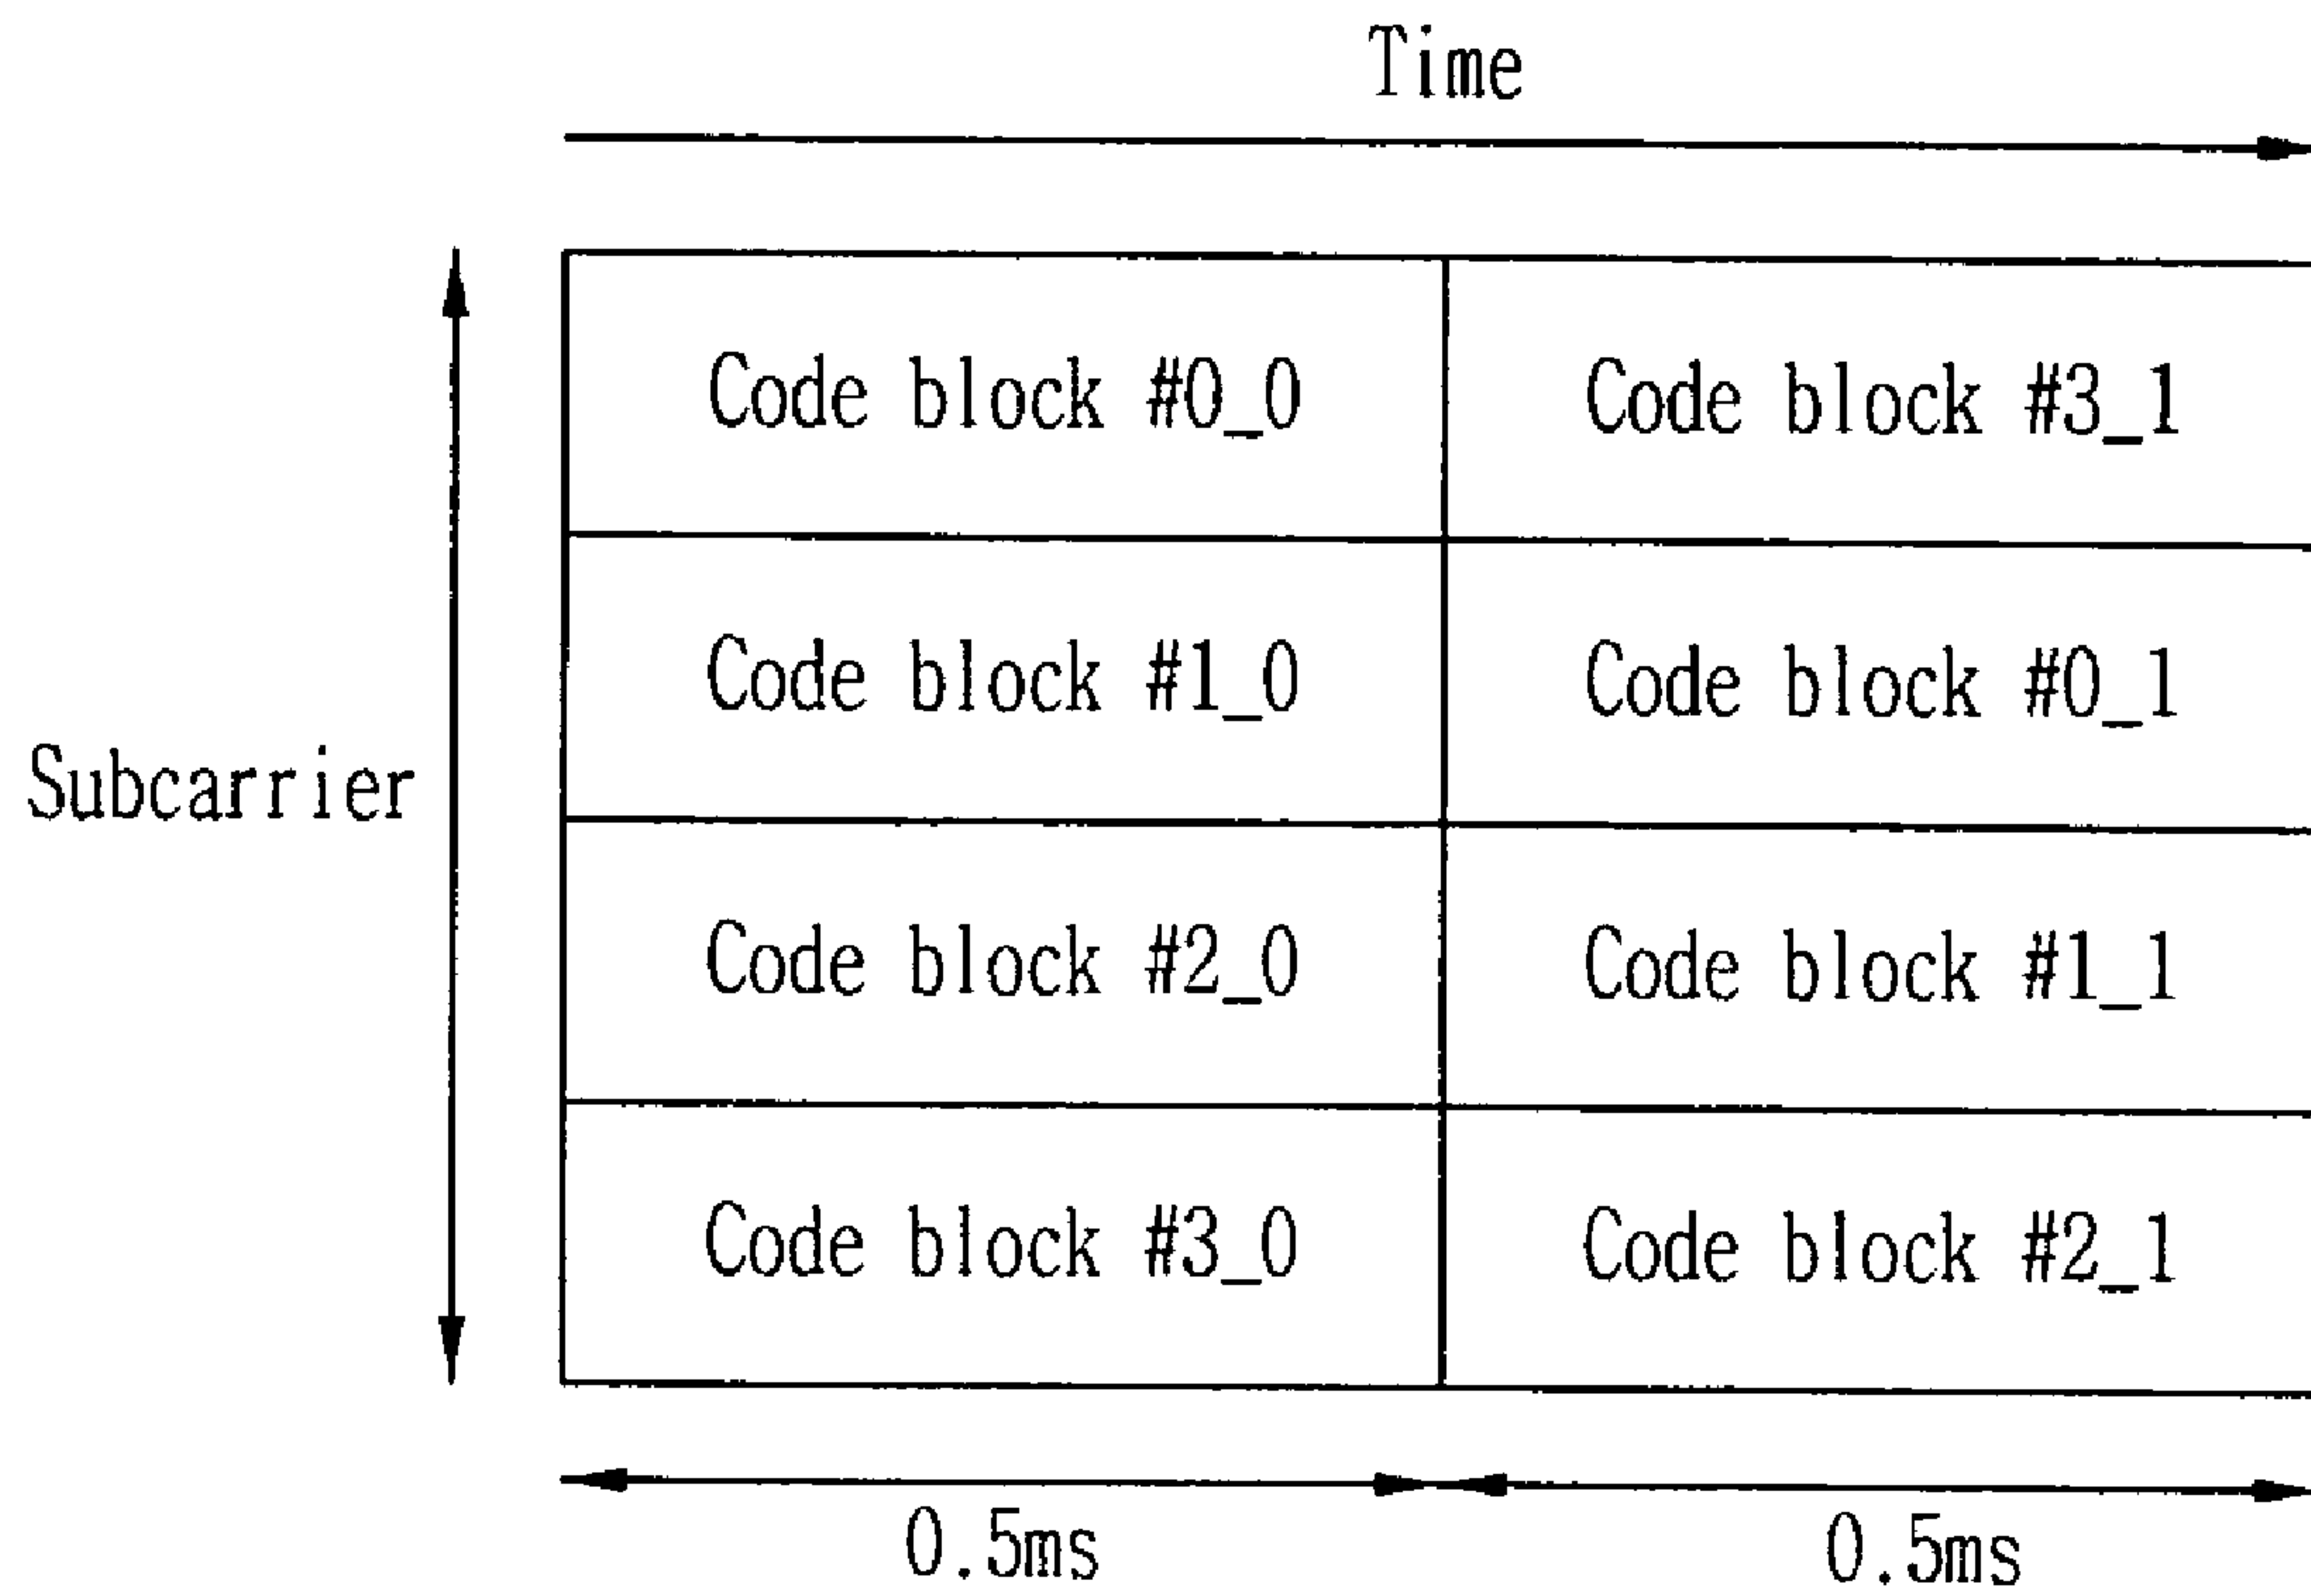 Time
Code block #0_0 Code block #3_1
Code block #1_0 Code block #0_1
Subcarrier
Code block #2_0 Code block #1_1
Code block #3_0 Code block #2_1
0.5ms 0.5ms